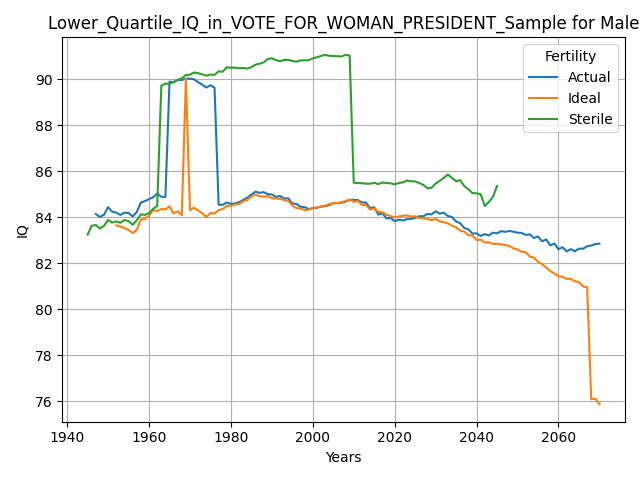 Lower_Quartile_IQ_in_VOTE_FOR_WOMAN_PRESIDENT_Sample for Male
Fertility
Actual
Ideal
Sterile
90
88
86
84
82
80
78
76
IQ
1940 1960 1980 2000 2020 2040 2060
Years